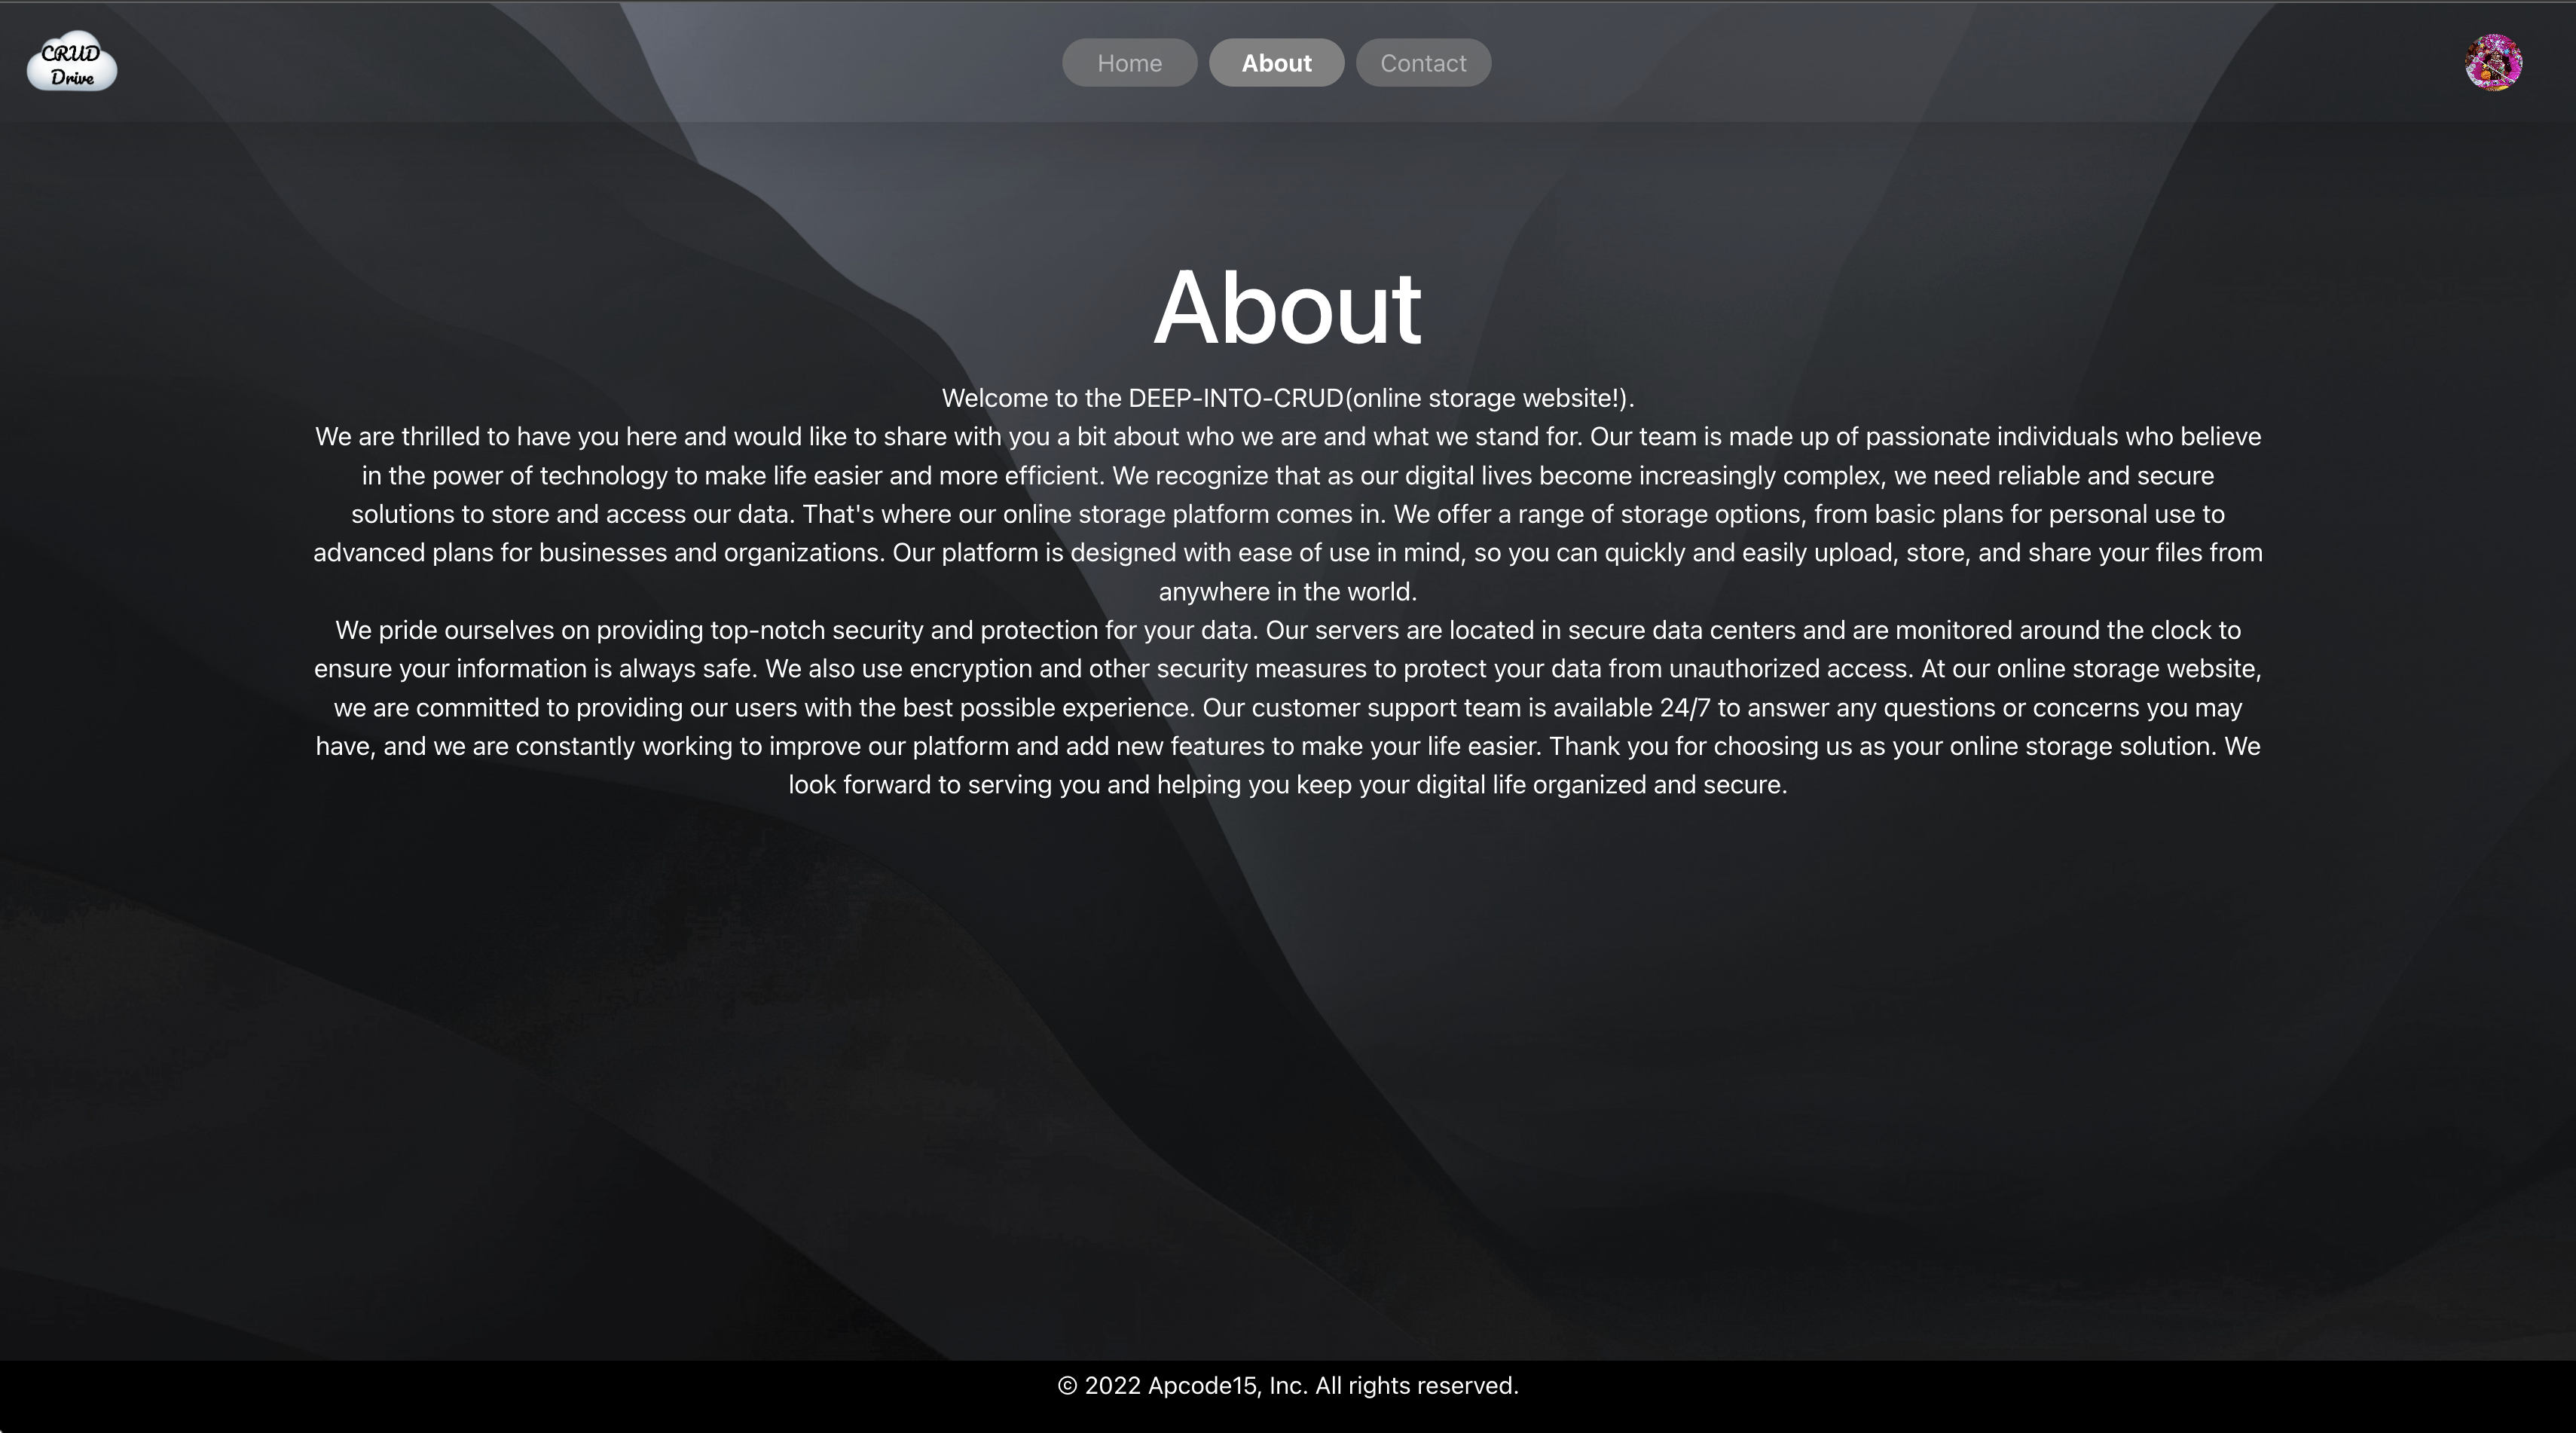 CRUD
Drive
Home
About
Contact
About
Welcome to the DEEP-INTO-CRUD(online storage website!).
We are thrilled to have you here and would like to share with you a bit about who we are and what we stand for. Our team is made up of passionate individuals who believe
in the power of technology to make life easier and more efficient. We recognize that as our digital lives become increasingly complex, we need reliable and secure
solutions to store and access our data. That's where our online storage platform comes in. We offer a range of storage options, from basic plans for personal use to
advanced plans for businesses and organizations. Our platform is designed with ease of use in mind, so you can quickly and easily upload, store, and share your files from
anywhere in the world.
We pride ourselves on providing top-notch security and protection for your data. Our servers are located in secure data centers and are monitored around the clock to
ensure your information is always safe. We also use encryption and other security measures to protect your data from unauthorized access. At our online storage website,
we are committed to providing our users with the best possible experience. Our customer support team is available 24/7 to answer any questions or concerns you may
have, and we are constantly working to improve our platform and add new features to make your life easier. Thank you for choosing us as your online storage solution. We
look forward to serving you and helping you keep your digital life organized and secure.
© 2022 Apcode15, Inc. All rights reserved.